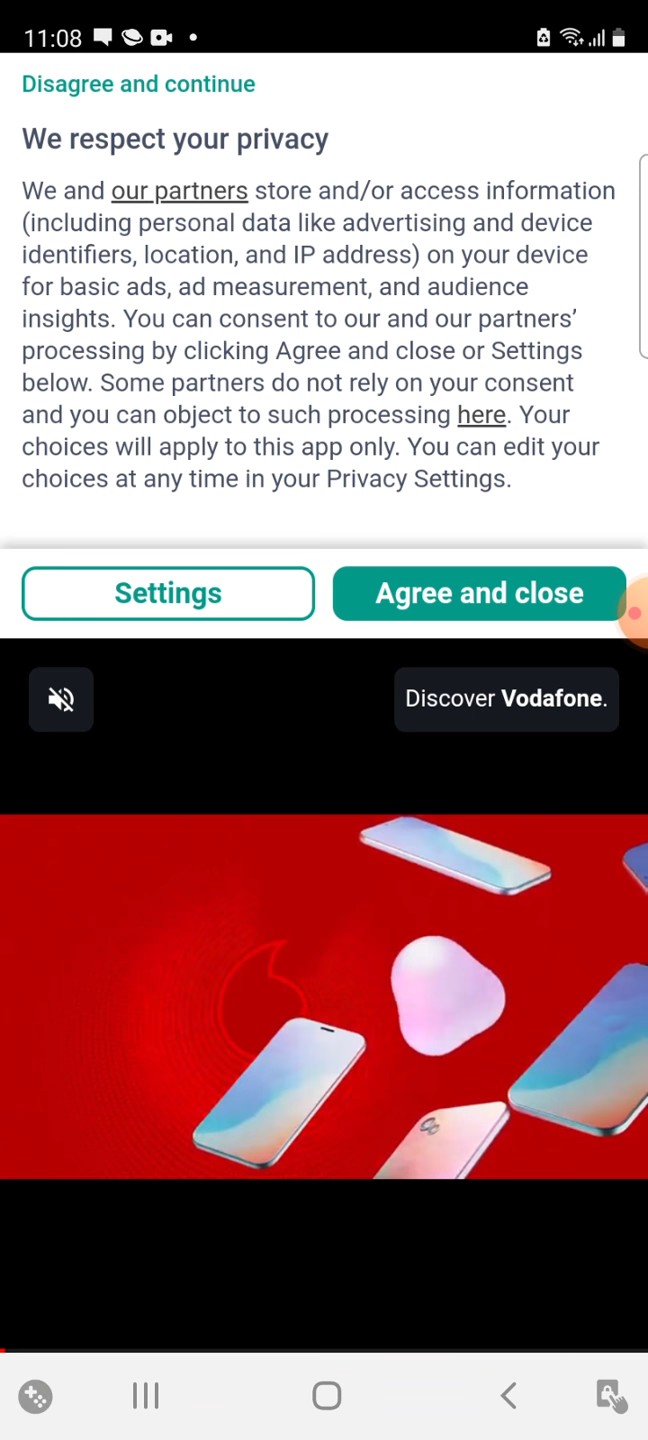 11:08
Disagree and continue
We respect your privacy
We and our partners store and/or access information
(including personal data like advertising and device
identifiers, location, and IP address) on your device
for basic ads, ad measurement, and audience
insights. You can consent to our and our partners’
processing by clicking Agree and close or Settings
below. Some partners do not rely on your consent
and you can object to such processing here. Your
choices will apply to this app only. You can edit your
choices at any time in your Privacy Settings.
Settings
Agree and close
Discover Vodafone.